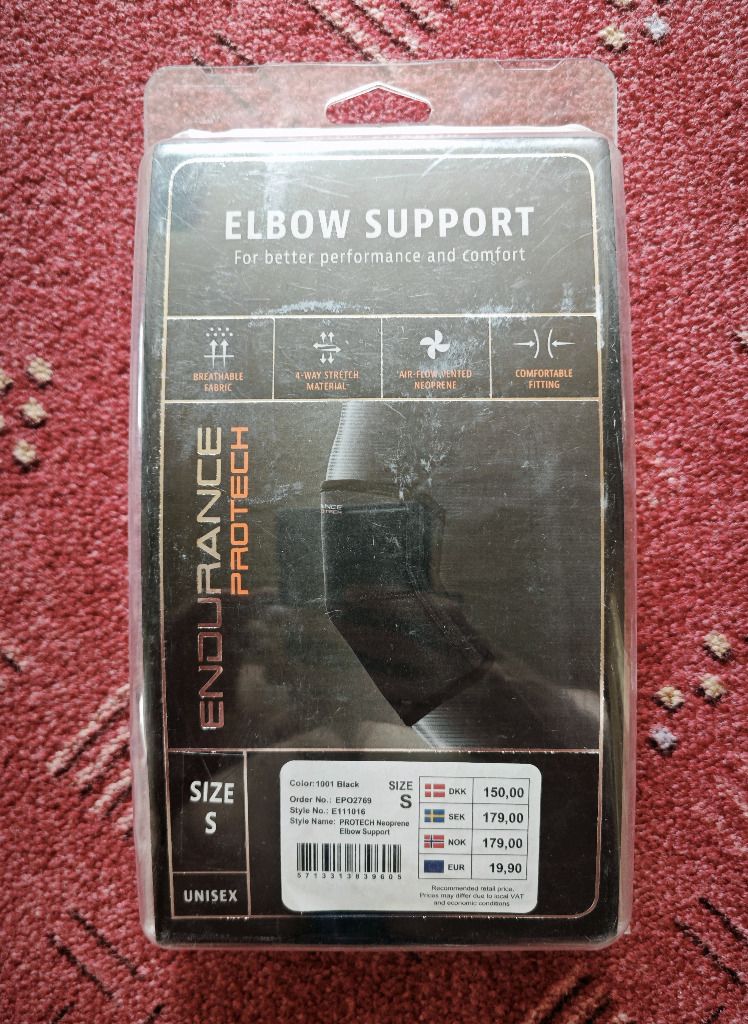 ELBOW SUPPORT
For better performance and comfort
BREATHABLE
FABRIC
4-WAY STRETCH
MATERIAL
AIR-FLOW VENTED
NEOPRENE
COMFORTABLE
FITTING
ENDURANCE
PROTECH
SIZE
S
UNISEX
Color:1001 Black
Order No.: EPO2769
Style No.: E111016
Style Name: PROTECH Neoprene
Elbow Support
SIZE
S
5713313839605
DKK 150,00
SEK 179,00
NOK 179,00
EUR 19,90
Recommended retail price.
Prices may differ due to local VAT
and economic conditions